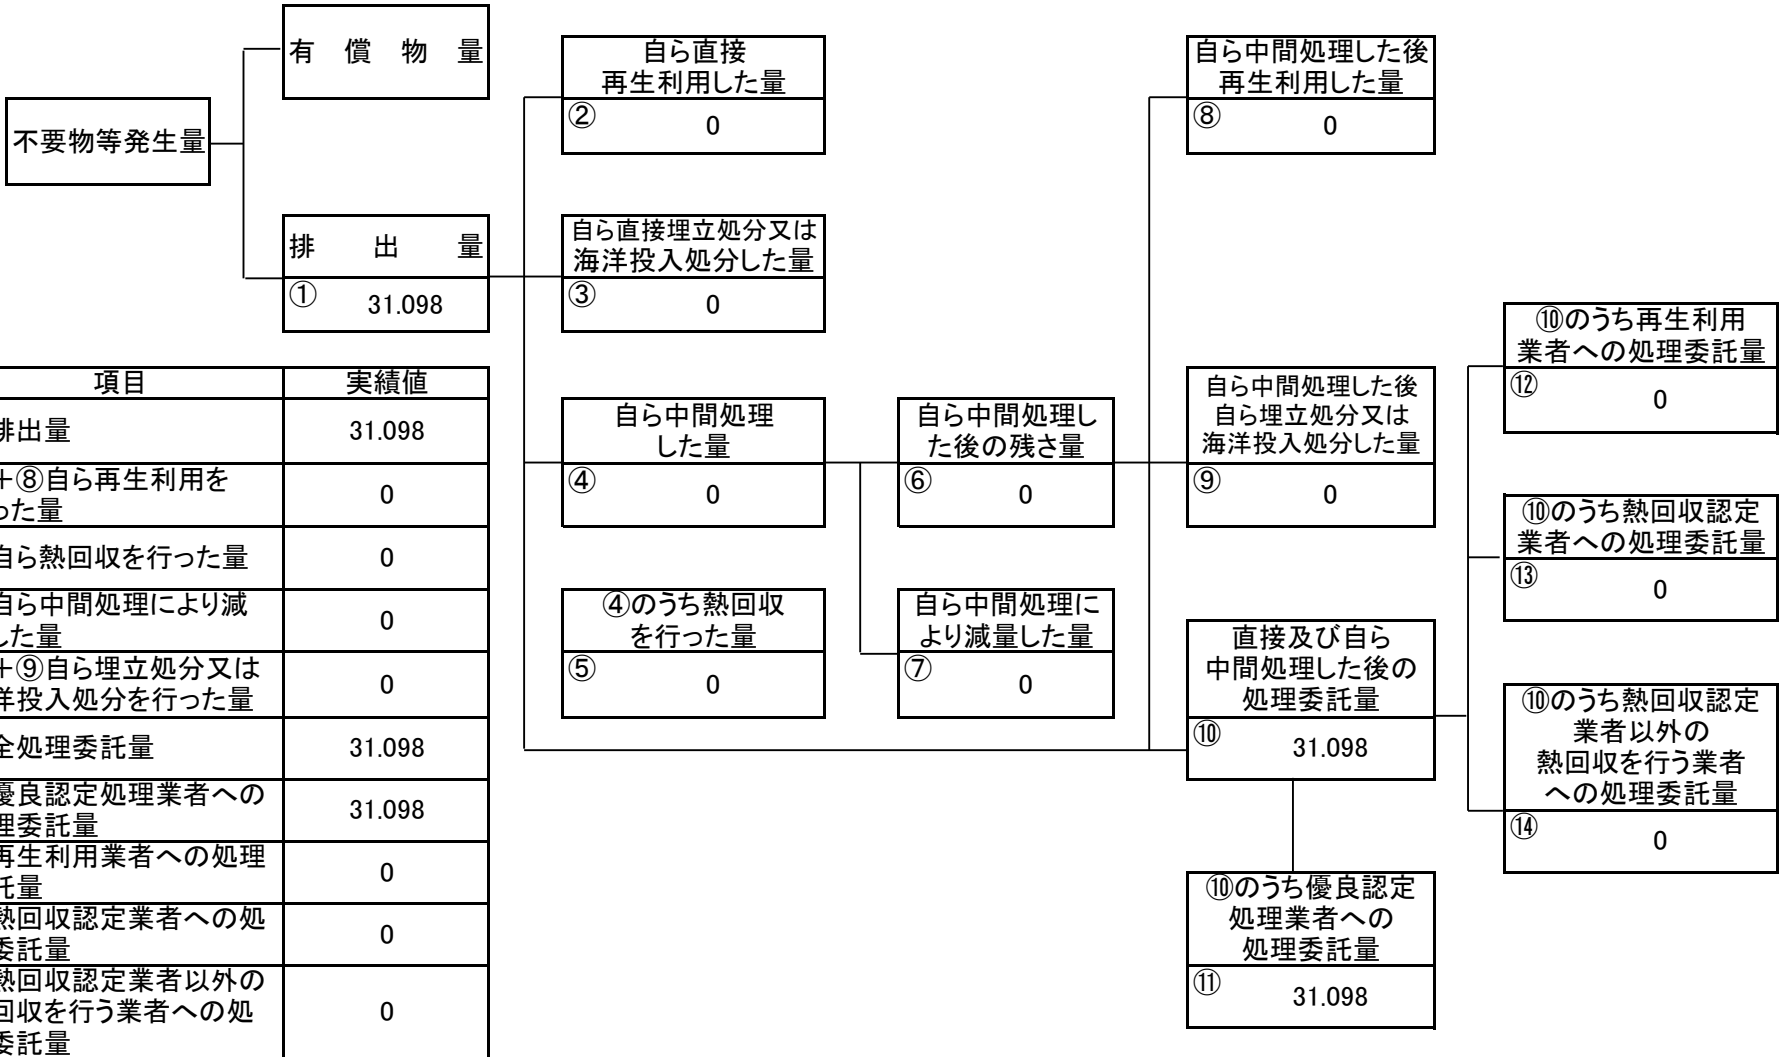 有　償　物　量
不要物等発生量
排　出　量
① 31.098
自ら直接
再生利用した量
② 0
自ら直接埋立処分又は
海洋投入処分した量
③ 0
自ら中間処理
した量
④ 0
④のうち熱回収
を行った量
⑤ 0
自ら中間処理し
た後の残さ量
⑥ 0
自ら中間処理に
より減量した量
⑦ 0
自ら中間処理した後
再生利用した量
⑧ 0
自ら中間処理した後
自ら埋立処分又は
海洋投入処分した量
⑨ 0
直接及び自ら
中間処理した後の
処理委託量
⑩ 31.098
⑩のうち優良認定
処理業者への
処理委託量
⑪ 31.098
⑩のうち再生利用
業者への処理委託量
⑫ 0
⑩のうち熱回収認定
業者への処理委託量
⑬ 0
⑩のうち熱回収認定
業者以外の
熱回収を行う業者
への処理委託量
⑭ 0
項目 実績値
排出量 31.098
+⑧自ら再生利用を
った量 0
自ら熱回収を行った量 0
自ら中間処理により減
した量 0
+⑨自ら埋立処分又は
洋投入処分を行った量 0
全処理委託量 31.098
優良認定処理業者への
理委託量 31.098
再生利用業者への処理
託量 0
熱回収認定業者への処
委託量 0
熱回収認定業者以外の
回収を行う業者への処
委託量 0